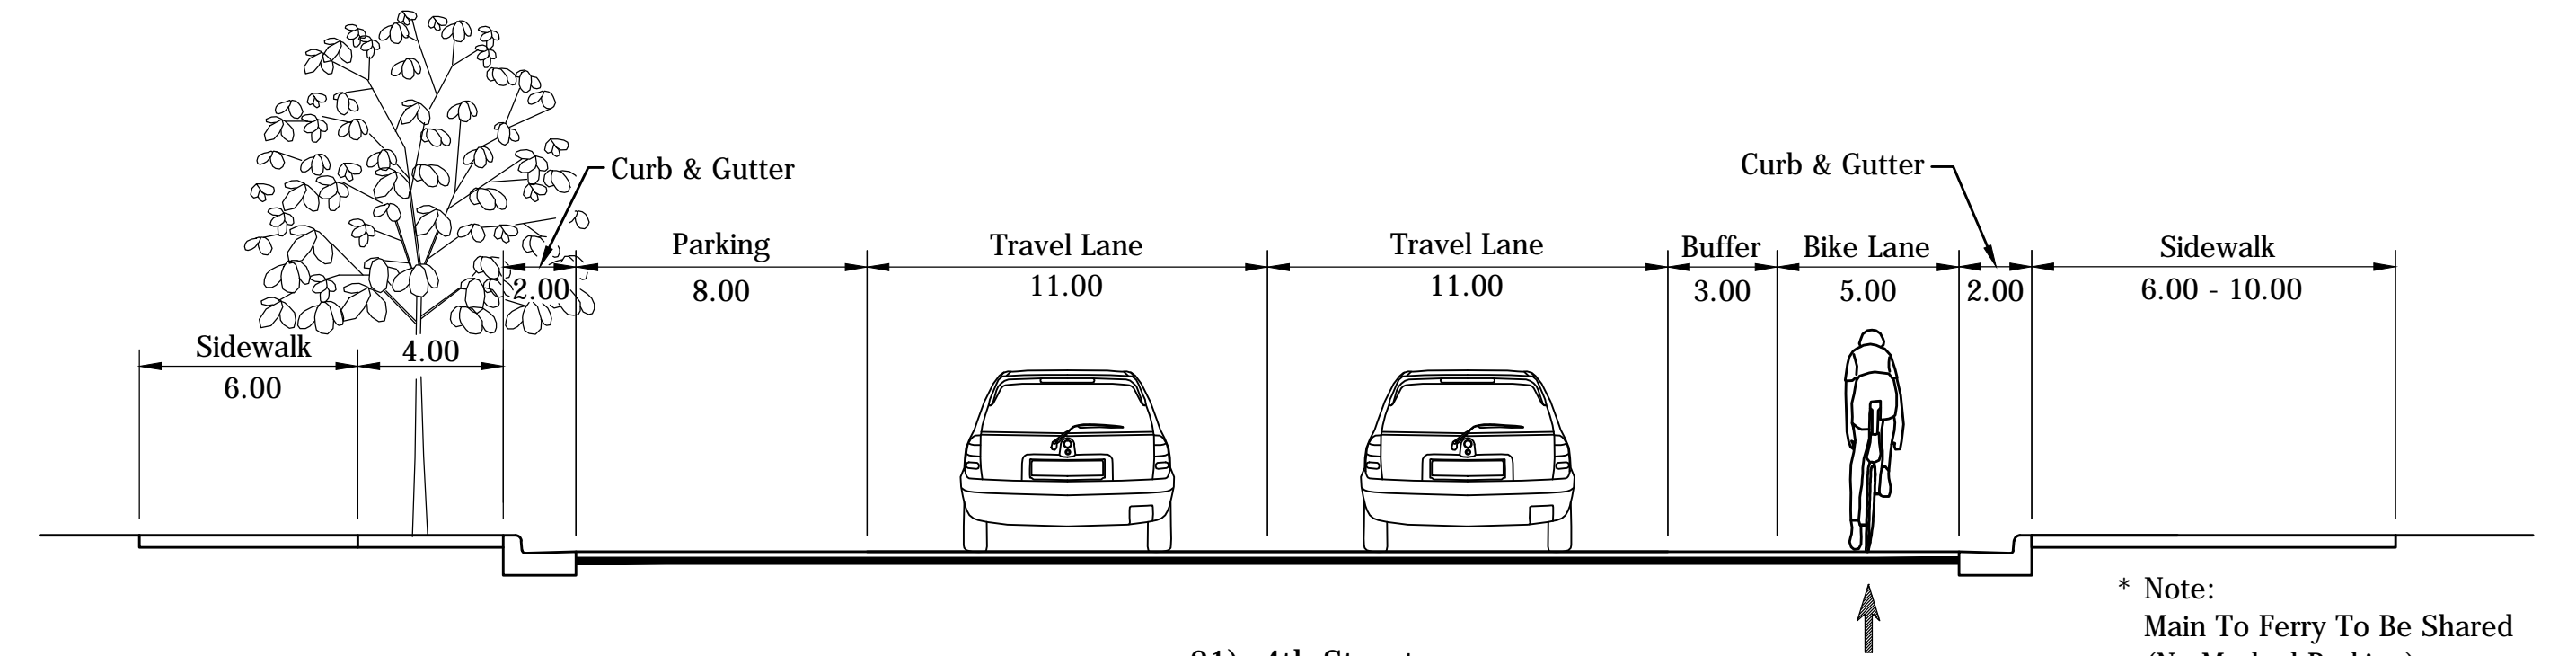 Curb & Gutter
Curb & Gutter
Parking
Travel Lane
Travel Lane
Buffer
Bike Lane
Sidewalk
2.00
8.00
11.00
11.00
3.00
5.00
2.00
6.00 - 10.00
Sidewalk
4.00
6.00
* Note:
Main To Ferry To Be Shared